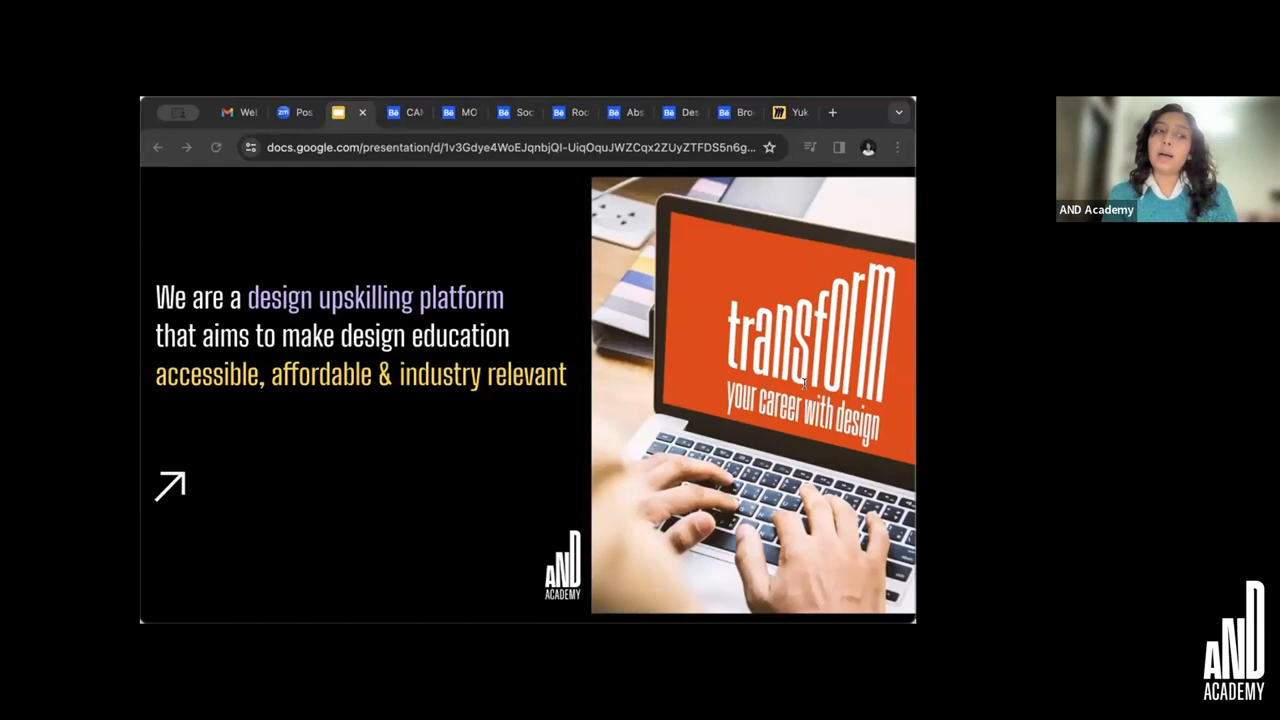 Wel
Pos
CAI
MO
Soc
Roo
Abs
Des
Bro
Yuk
docs.google.com/presentation/d/1v3Gdye4WoEJqnbjQI-UiqOquJWZCqx2ZUyZTFDS5n6g...
We are a design upskilling platform
that aims to make design education
accessible, affordable & industry relevant
transform
your career with design
AND
ACADEMY
AND Academy
AND
ACADEMY